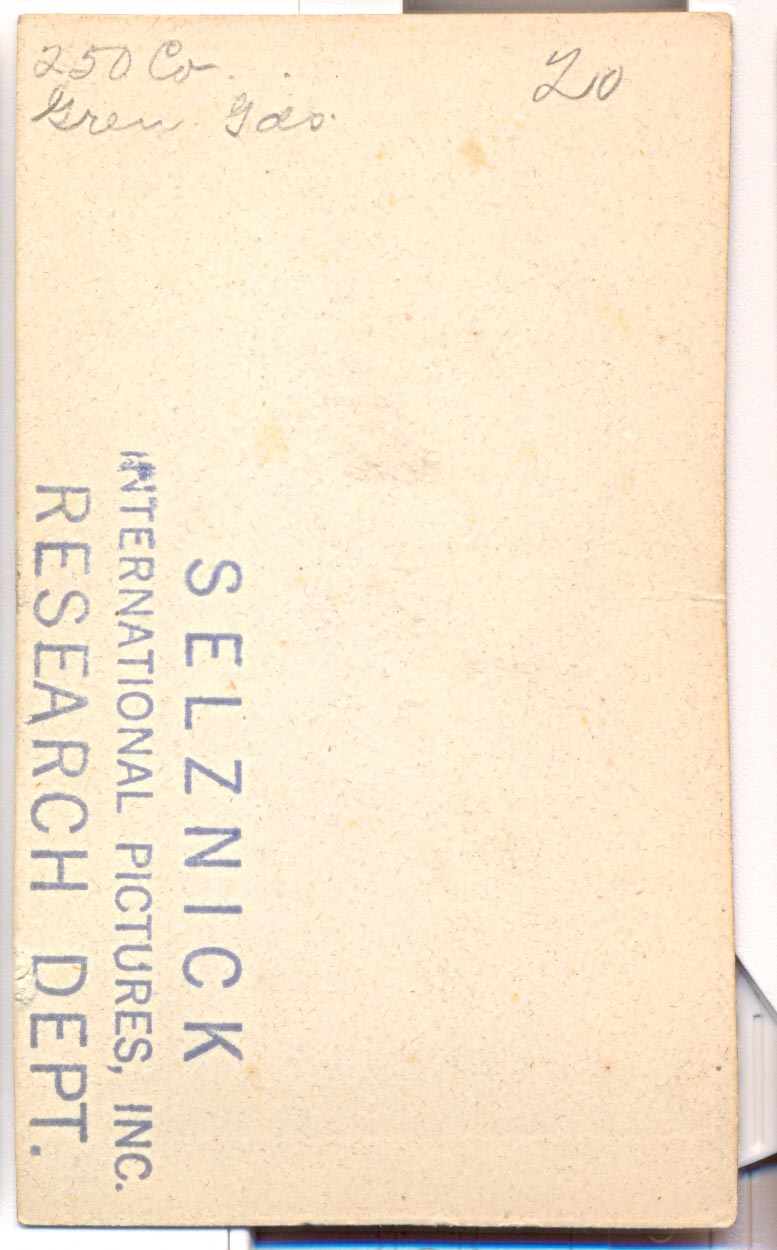 250 Co.
Gren. Gds.
20
SELZNICK
INTERNATIONAL PICTURES, INC.
RESEARCH DEPT.